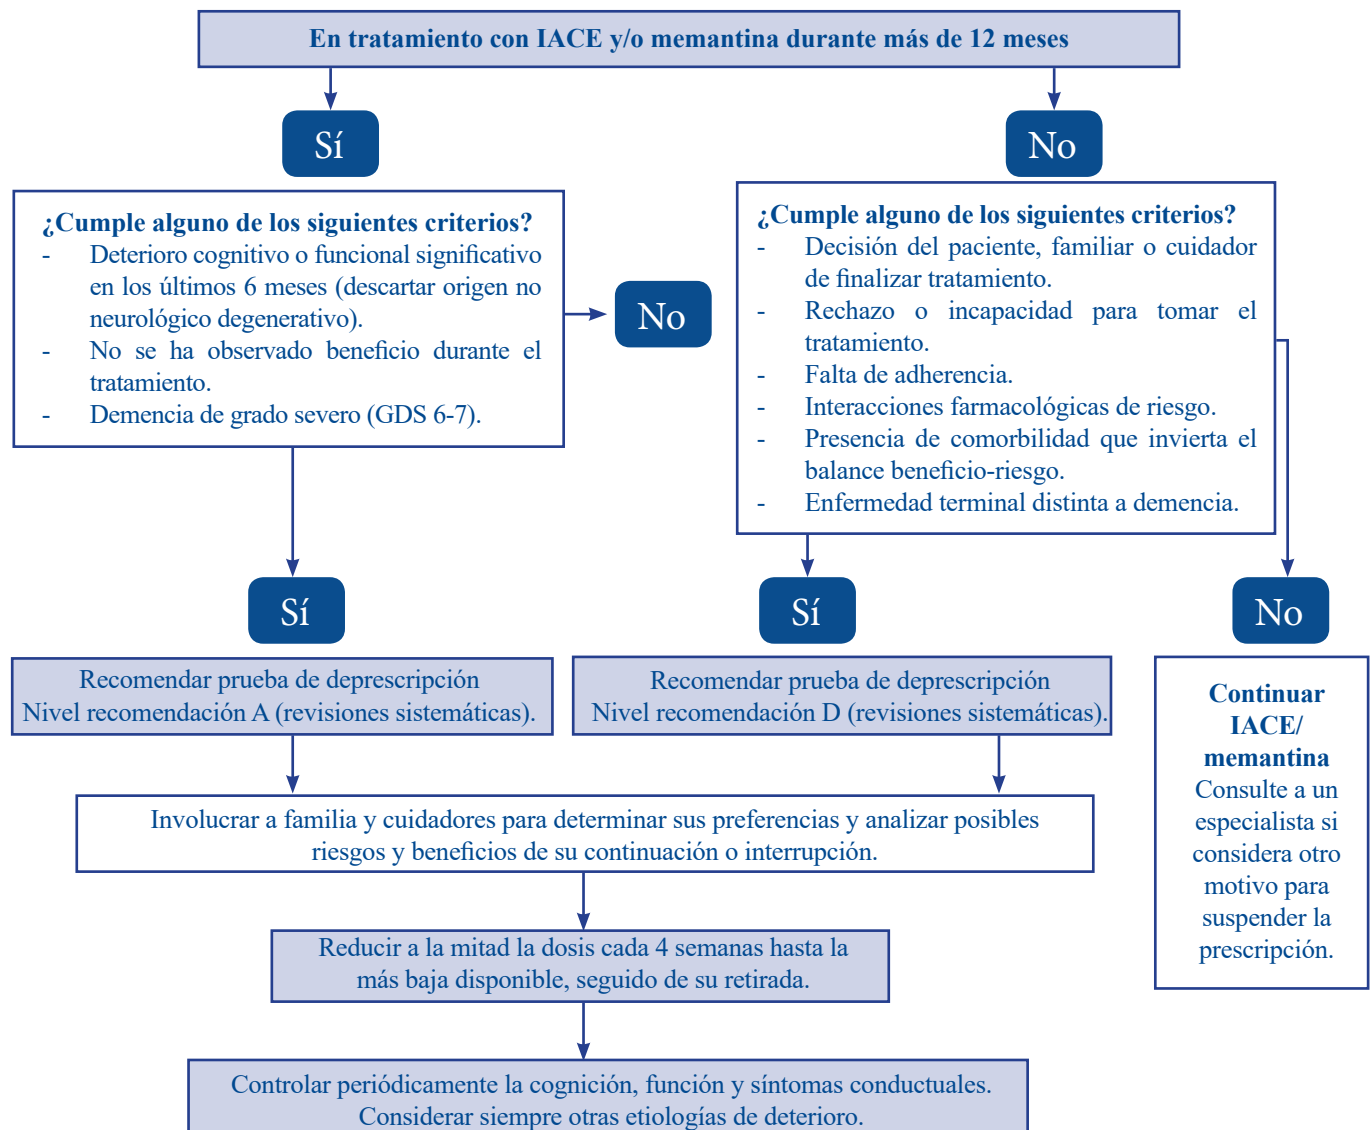 En tratamiento con IACE y/o memantina durante más de 12 meses
Sí
No
¿Cumple alguno de los siguientes criterios?
- Deterioro cognitivo o funcional significativo
en los últimos 6 meses (descartar origen no
neurológico degenerativo).
- No se ha observado beneficio durante el
tratamiento.
- Demencia de grado severo (GDS 6-7).
No
¿Cumple alguno de los siguientes criterios?
- Decisión del paciente, familiar o cuidador
de finalizar tratamiento.
- Rechazo o incapacidad para tomar el
tratamiento.
- Falta de adherencia.
- Interacciones farmacológicas de riesgo.
- Presencia de comorbilidad que invierta el
balance beneficio-riesgo.
- Enfermedad terminal distinta a demencia.
Sí
Sí
No
Recomendar prueba de deprescripción
Nivel recomendación A (revisiones sistemáticas).
Recomendar prueba de deprescripción
Nivel recomendación D (revisiones sistemáticas).
Continuar
IACE/
memantina
Consulte a un
especialista si
considera otro
motivo para
suspender la
prescripción.
Involucrar a familia y cuidadores para determinar sus preferencias y analizar posibles
riesgos y beneficios de su continuación o interrupción.
Reducir a la mitad la dosis cada 4 semanas hasta la
más baja disponible, seguido de su retirada.
Controlar periódicamente la cognición, función y síntomas conductuales.
Considerar siempre otras etiologías de deterioro.